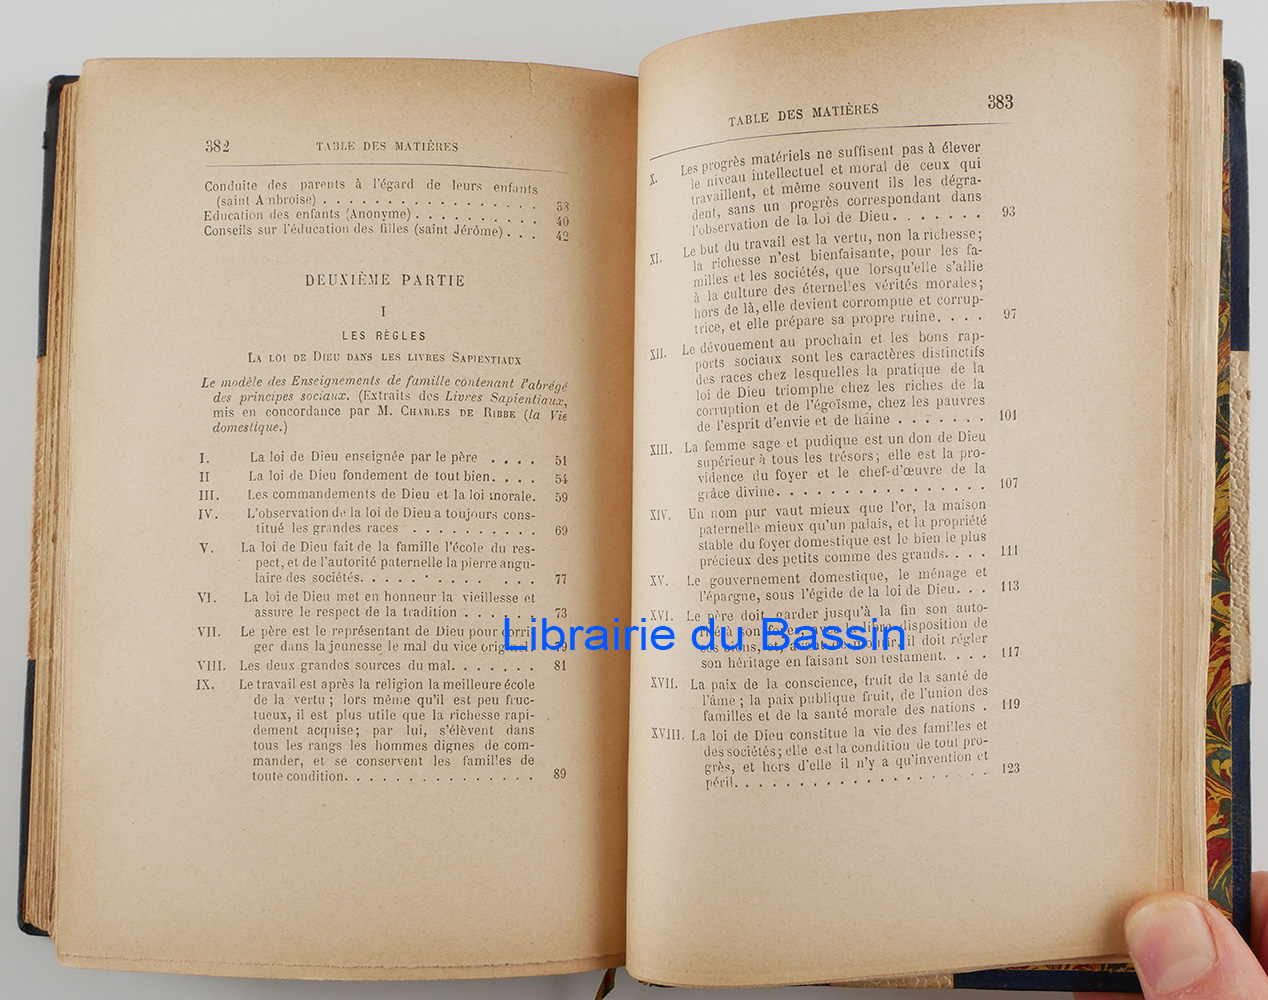 382
TABLE DES MATIÈRES
Conduite des parents à l'égard de leurs enfants
(saint Ambroise) . . . . . . . . . . . . . . . . . 33
Education des enfants (Anonyme) . . . . . . . . . . 40
Conseils sur l'éducation des filles (saint Jérôme) . . . 42
DEUXIÈME PARTIE
I
LES RÈGLES
LA LOI DE DIEU DANS LES LIVRES SAPIENTIAUX
Le modèle des Enseignements de famille contenant l'abrégé
des principes sociaux. (Extraits des Livres Sapientiaux,
mis en concordance par M. CHARLES DE RIBBE (la Vie
domestique.)
I. La loi de Dieu enseignée par le père . . . . 51
II La loi de Dieu fondement de tout bien. . . . 54
III. Les commandements de Dieu et la loi morale. 59
IV. L'observation de la loi de Dieu a toujours cons-
titué les grandes races . . . . . . . . . 69
V. La loi de Dieu fait de la famille l'école du res-
pect, et de l'autorité paternelle la pierre angu-
laire des sociétés. . . . . . . . . . 77
VI. La loi de Dieu met en honneur la vieillesse et
assure le respect de la tradition . . . . . . 73
VII. Le père est le représentant de Dieu pour corri
ger dans la jeunesse le mal du vice 79
VIII. Les deux grandes sources du mal. . . . . . . 81
IX. Le travail est après la religion la meilleure école
de la vertu ; lors même qu'il est peu fruc-
tueux, il est plus utile que la richesse rapi-
dement acquise; par lui, s'élèvent dans
tous les rangs les hommes dignes de com-
mander, et se conservent les familles de
toute condition. . . . . . . . . . . . . . . 89
TABLE DES MATIÈRES
383
X. Les progrès matériels ne suffisent pas à élever
le niveau intellectuel et moral de ceux qui
travaillent, et même souvent ils les dégra-
dent, sans un progrès correspondant dans
l'observation de la loi de Dieu. . . . . . . 93
XI. Le but du travail est la vertu, non la richesse;
la richesse n'est bienfaisante, pour les fa-
milles et les sociétés, que lorsqu'elle s'allie
à la culture des éternelles vérités morales;
hors de là, elle devient corrompue et corrup-
trice, et elle prépare sa propre ruine. . . . 97
XII. Le dévouement au prochain et les bons rap-
ports sociaux sont les caractères distinctifs
des races chez lesquelles la pratique de la
loi de Dieu triomphe chez les riches de la
corruption et de l'égoïsme, chez les pauvres
de l'esprit d'envie et de haine . . . . . . . 101
XIII. La femme sage et pudique est un don de Dieu
supérieur à tous les trésors; elle est la pro-
vidence du foyer et le chef-d'œuvre de la
grâce divine. . . . . . . . . . . . . . . 107
XIV. Un nom pur vaut mieux que l'or, la maison
paternelle mieux qu'un palais, et la propriété
stable du foyer domestique est le bien le plus
précieux des petits comme des grands. . . . 111
XV. Le gouvernement domestique, le ménage et
l'épargne, sous l'égide de la loi de Dieu. . . 113
XVI. Le père doit garder jusqu'à la fin son auto-
libre disposition de
il doit régler
son héritage en faisant son testament. . . . 117
XVII. La paix de la conscience, fruit de la santé de
l'âme ; la paix publique fruit, de l'union des
familles et de la santé morale des nations . 119
XVIII. La loi de Dieu constitue la vie des familles et
des sociétés; elle est la condition de tout pro-
grès, et hors d'elle il n'y a qu'invention et
péril. . . . . . . . . . . . . . . . . . 123
Librairie du Bassin